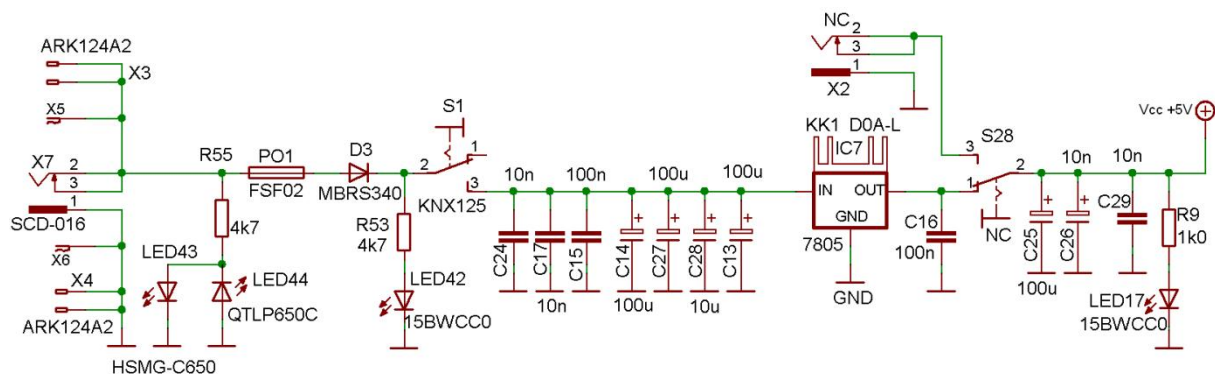 ARK124A2
X3
X5
X7
2
3
1
SCD-016
X6
X4
ARK124A2
R55
4k7
LED43
LED44
QTLP650C
HSMG-C650
PO1
FSF02
D3
MBRS340
R53
4k7
LED42
15BWCC0
S1
2
1
3
KNX125
10n
100n
100u
100u
C24
C17
C15
C14
C27
C28
C13
10n
100u
10u
NC
2
3
1
X2
KK1 D0A-L
IC7
IN
OUT
GND
7805
GND
C16
100n
S28
3
1
2
NC
10n
10n
C25
C26
C29
100u
Vcc +5V
R9
1k0
LED17
15BWCC0